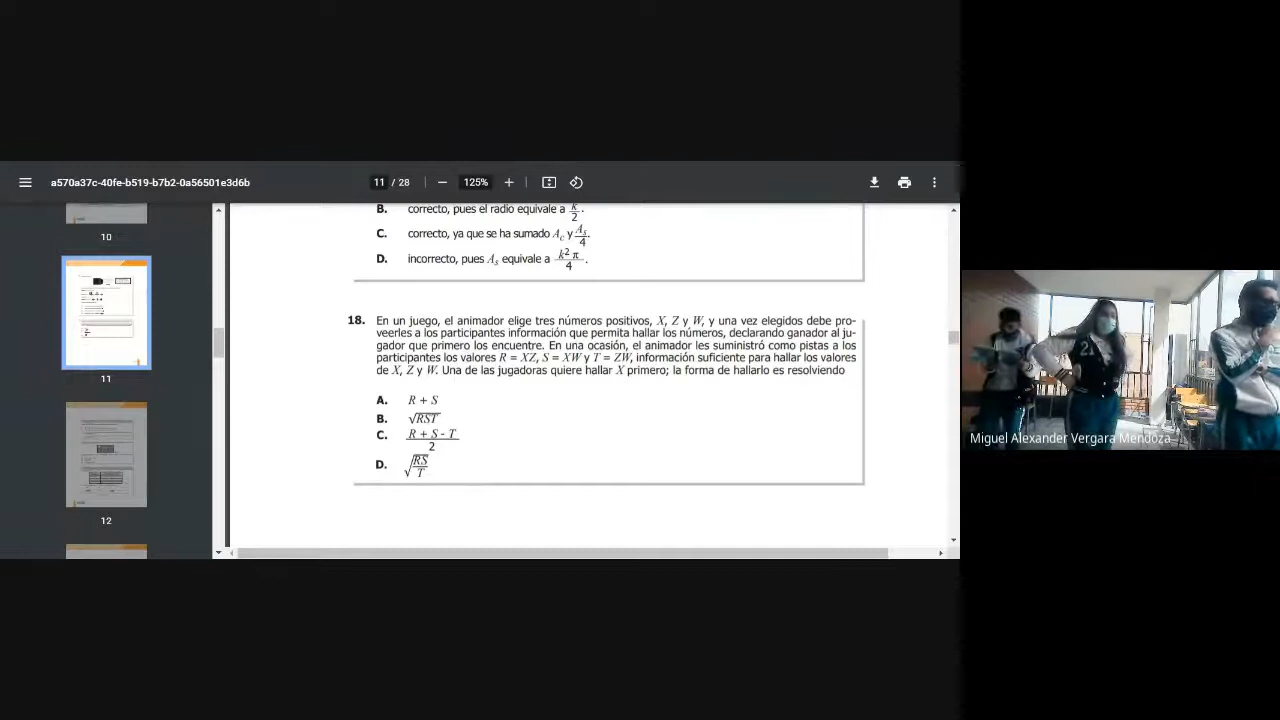 a570a37c-40fe-b519-b7b2-0a56501e3d6b
11 / 28
125%
10
11
12
B. correcto, pues el radio equivale a k/2.
C. correcto, ya que se ha sumado Ac y As/4.
D. incorrecto, pues As equivale a k²π/4.
18. En un juego, el animador elige tres números positivos, X, Z y W, y una vez elegidos debe pro-
veerles a los participantes información que permita hallar los números, declarando ganador al ju-
gador que primero los encuentre. En una ocasión, el animador les suministró como pistas a los
participantes los valores R = XZ, S = XW y T = ZW, información suficiente para hallar los valores
de X, Z y W. Una de las jugadoras quiere hallar X primero; la forma de hallarlo es resolviendo
A. R + S
B. √RST
C. (R + S - T)/2
D. √(RS/T)
21
Miguel Alexander Vergara Mendoza